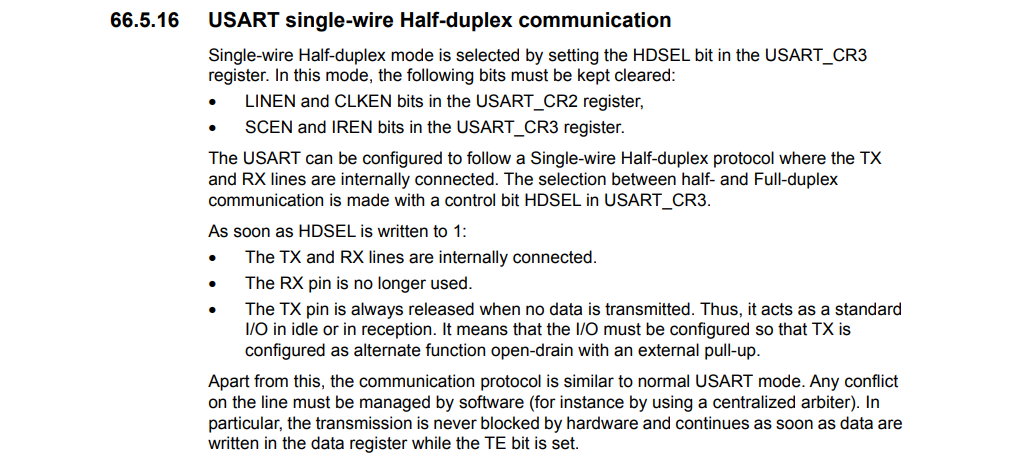 66.5.16 USART single-wire Half-duplex communication
Single-wire Half-duplex mode is selected by setting the HDSEL bit in the USART_CR3
register. In this mode, the following bits must be kept cleared:
• LINEN and CLKEN bits in the USART_CR2 register,
• SCEN and IREN bits in the USART_CR3 register.
The USART can be configured to follow a Single-wire Half-duplex protocol where the TX
and RX lines are internally connected. The selection between half- and Full-duplex
communication is made with a control bit HDSEL in USART_CR3.
As soon as HDSEL is written to 1:
• The TX and RX lines are internally connected.
• The RX pin is no longer used.
• The TX pin is always released when no data is transmitted. Thus, it acts as a standard
I/O in idle or in reception. It means that the I/O must be configured so that TX is
configured as alternate function open-drain with an external pull-up.
Apart from this, the communication protocol is similar to normal USART mode. Any conflict
on the line must be managed by software (for instance by using a centralized arbiter). In
particular, the transmission is never blocked by hardware and continues as soon as data are
written in the data register while the TE bit is set.